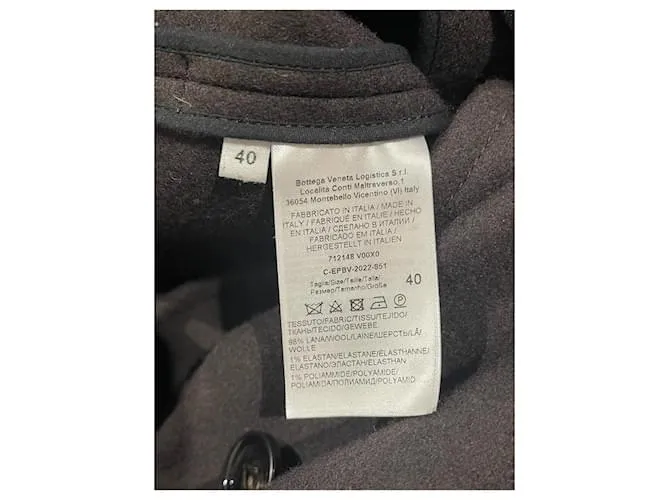 40
Bottega Veneta Logistica S.r.l.
Località Conti Maltraverso,1
36054 Montebello Vicentino (VI) Italy
FABBRICATO IN ITALIA / MADE IN
ITALY / FABRIQUÉ EN ITALIE / HECHO
EN ITALIA / СДЕЛАНО В ИТАЛИИ /
FABRICADO EM ITÁLIA /
HERGESTELLT IN ITALIEN
712148 V00X0
C-EPBV-2022-851
Taglia/Size/Taille/Talla/
Размер/Tamanho/Größe
40
TESSUTO/FABRIC/TISSU/TEJIDO/
ТКАНЬ/TECIDO/GEWEBE
98% LANA/WOOL/LAINE/ШЕРСТЬ/LÃ/
WOLLE
1% ELASTAN/ELASTANE/ÉLASTHANNE/
ELASTANO/ЭЛАСТАН/ELASTHAN
1% POLIAMMIDE/POLYAMIDE/
POLIAMIDA/ПОЛИАМИД/POLYAMID